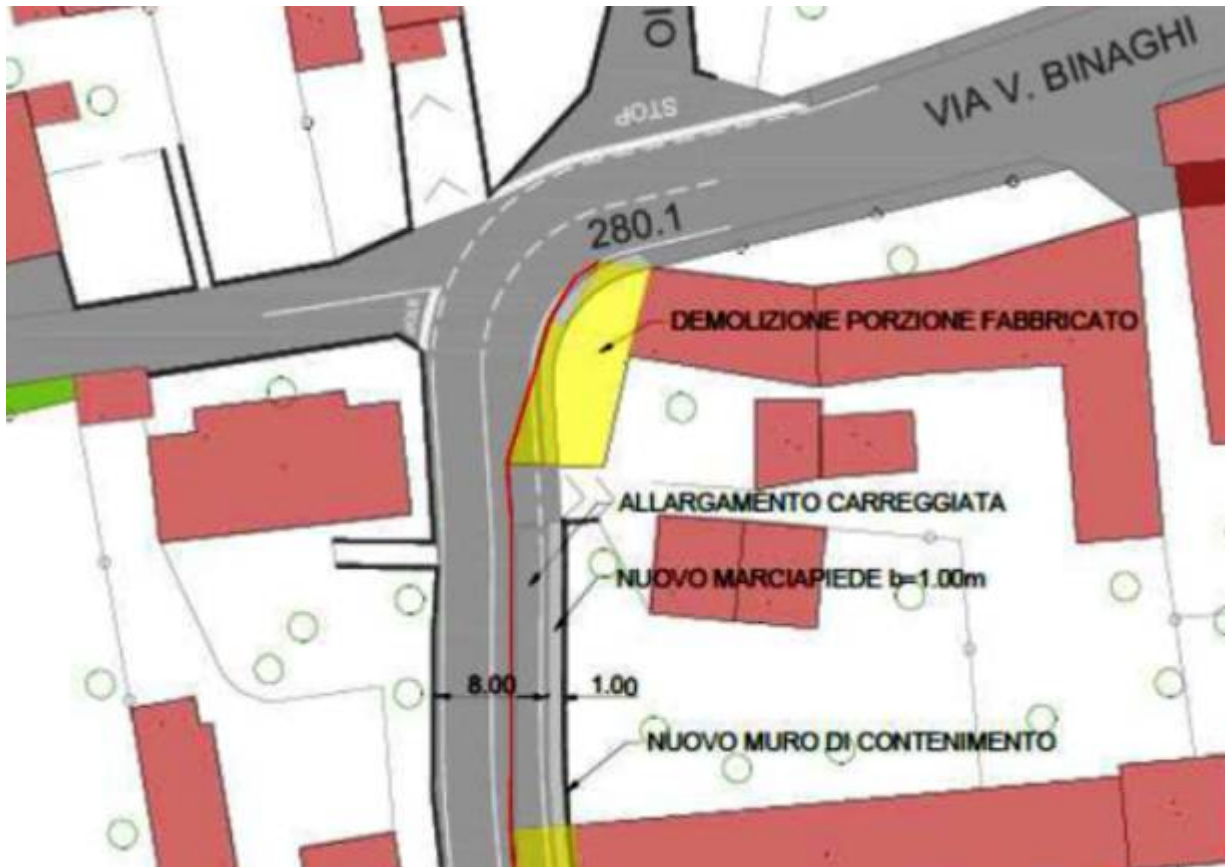 IO
STOP
VIA V. BINAGHI
280.1
DEMOLIZIONE PORZIONE FABBRICATO
ALLARGAMENTO CARREGGIATA
NUOVO MARCIAPIEDE b=1.00m
8.00
1.00
NUOVO MURO DI CONTENIMENTO